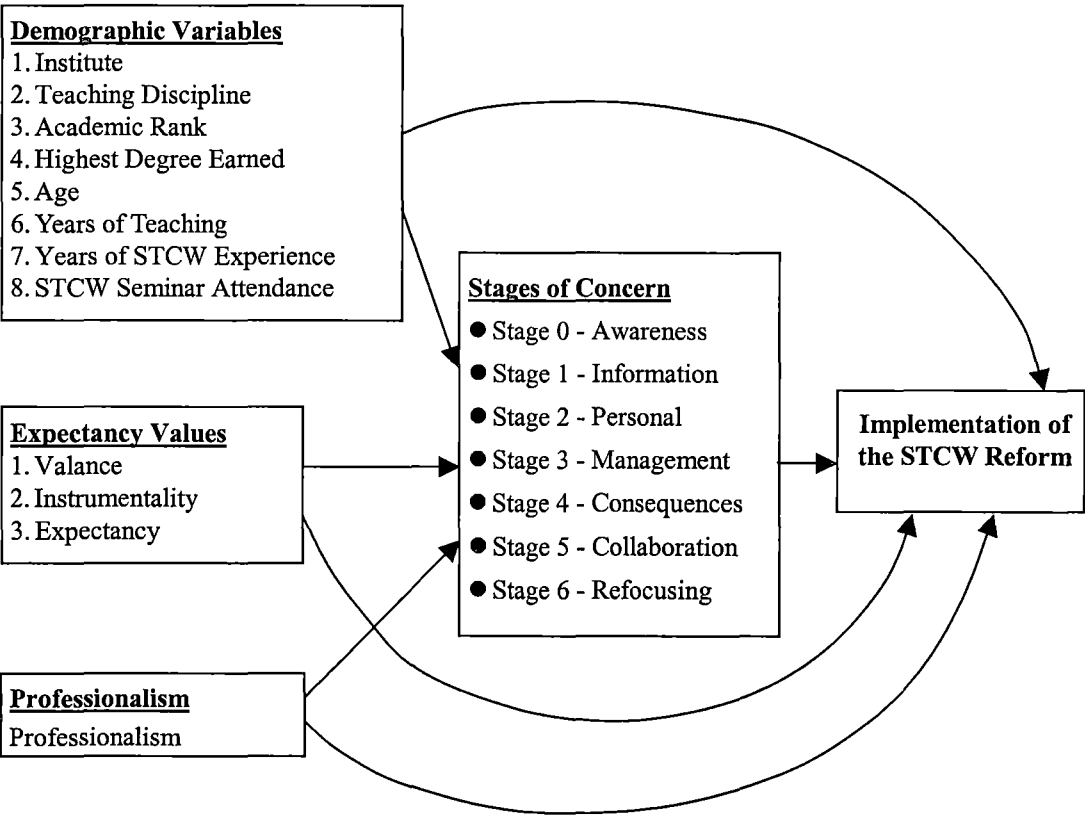 Demographic Variables
1. Institute
2. Teaching Discipline
3. Academic Rank
4. Highest Degree Earned
5. Age
6. Years of Teaching
7. Years of STCW Experience
8. STCW Seminar Attendance
Expectancy Values
1. Valance
2. Instrumentality
3. Expectancy
Professionalism
Professionalism
Stages of Concern
● Stage 0 - Awareness
● Stage 1 - Information
● Stage 2 - Personal
● Stage 3 - Management
● Stage 4 - Consequences
● Stage 5 - Collaboration
● Stage 6 - Refocusing
Implementation of
the STCW Reform